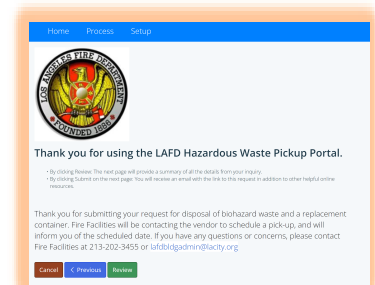 Home Process Setup
LOS ANGELES FIRE DEPARTMENT
FOUNDED 1886
Thank you for using the LAFD Hazardous Waste Pickup Portal.
• By clicking Review: The next page will provide a summary of all the details from your inquiry.
• By clicking Submit on the next page: You will receive an email with the link to this request in addition to other helpful online
resources.
Thank you for submitting your request for disposal of biohazard waste and a replacement
container. Fire Facilities will be contacting the vendor to schedule a pick-up, and will
inform you of the scheduled date. If you have any questions or concerns, please contact
Fire Facilities at 213-202-3455 or lafdbldgadmin@lacity.org
Cancel < Previous Review